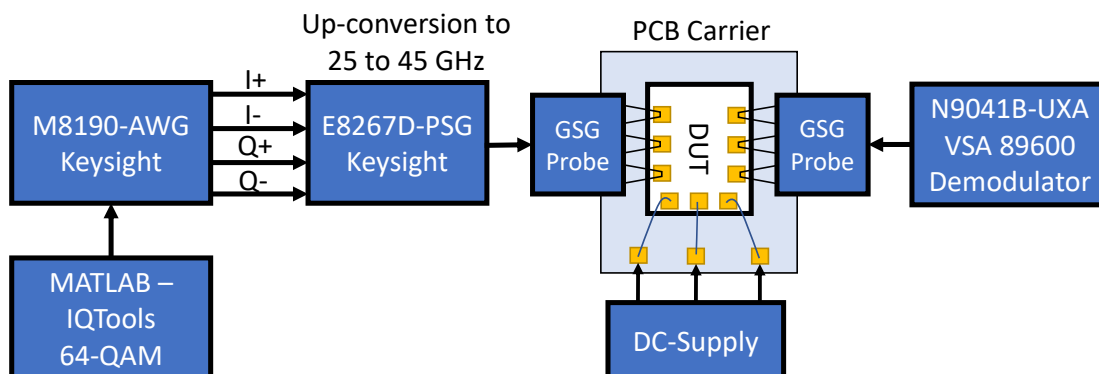 Up-conversion to
25 to 45 GHz
PCB Carrier
M8190-AWG
Keysight
I+
I-
Q+
Q-
E8267D-PSG
Keysight
GSG
Probe
DUT
GSG
Probe
N9041B-UXA
VSA 89600
Demodulator
MATLAB –
IQTools
64-QAM
DC-Supply